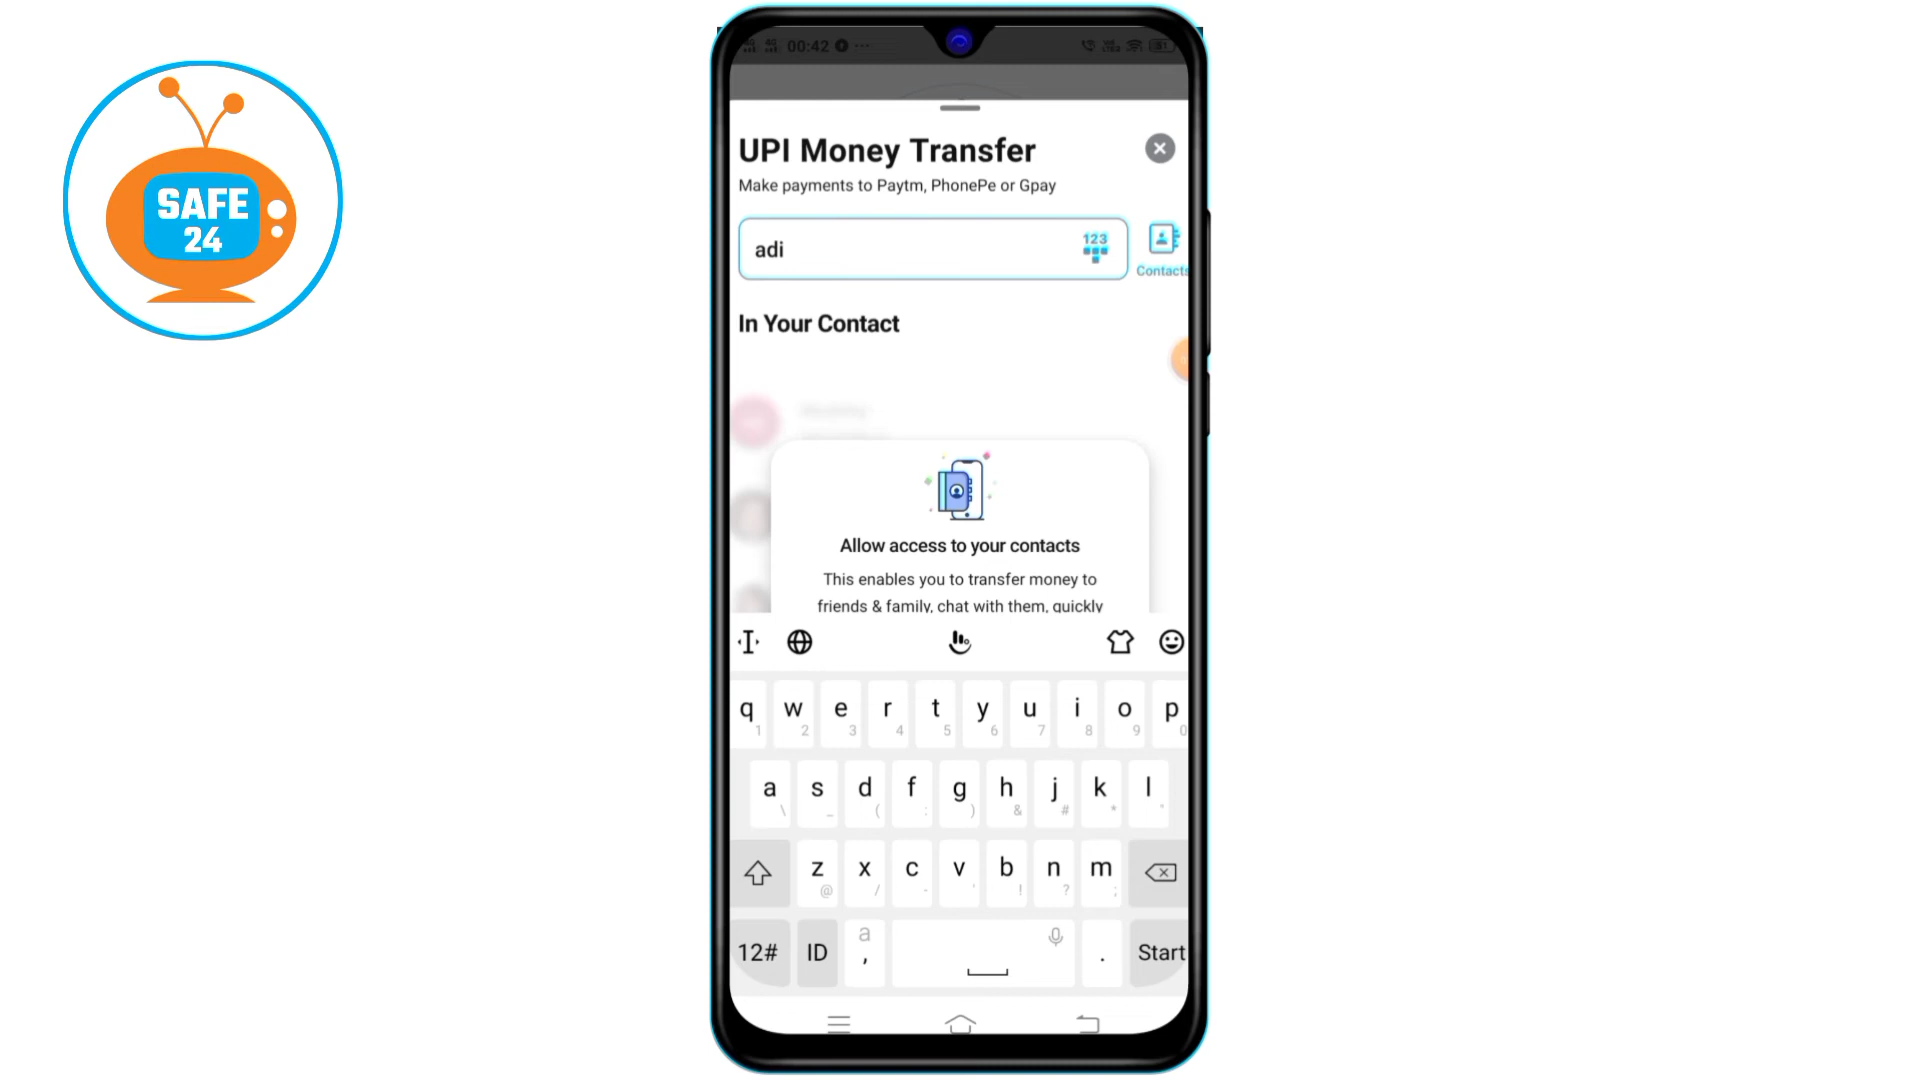 SAFE
24
00:42
UPI Money Transfer
Make payments to Paytm, PhonePe or Gpay
adi
123
Contacts
In Your Contact
Allow access to your contacts
This enables you to transfer money to
friends & family, chat with them, quickly
q w e r t y u i o p
1 2 3 4 5 6 7 8 9 0
a s d f g h j k l
\ _ ( : ) & # * "
z x c v b n m
@ / - ' ! ? ;
12# ID a , . Start